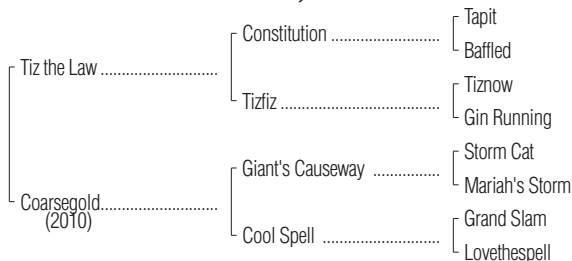 Tapit
Constitution ..........................
Baffled
Tiz the Law ............................
Tiznow
Tizfiz ......................................
Gin Running
Storm Cat
Giant's Causeway ................
Mariah's Storm
Coarsegold............................
(2010)
Grand Slam
Cool Spell ............................
Lovethespell